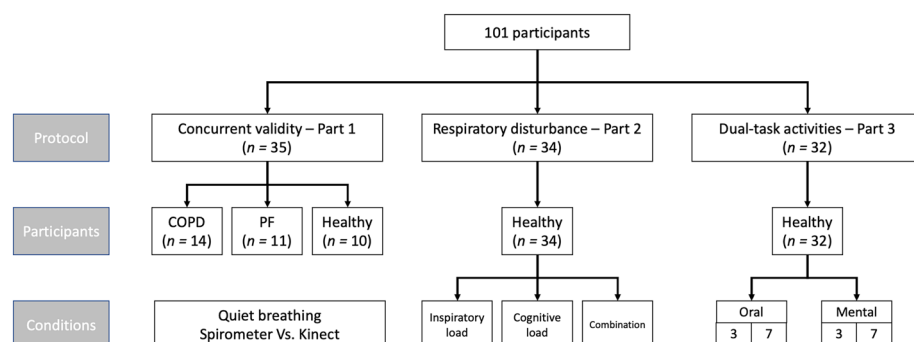 101 participants
Protocol
Concurrent validity – Part 1
(n = 35)
Respiratory disturbance – Part 2
(n = 34)
Dual-task activities – Part 3
(n = 32)
Participants
COPD
(n = 14)
PF
(n = 11)
Healthy
(n = 10)
Healthy
(n = 34)
Healthy
(n = 32)
Conditions
Quiet breathing
Spirometer Vs. Kinect
Inspiratory
load
Cognitive
load
Combination
Oral
3 7
Mental
3 7